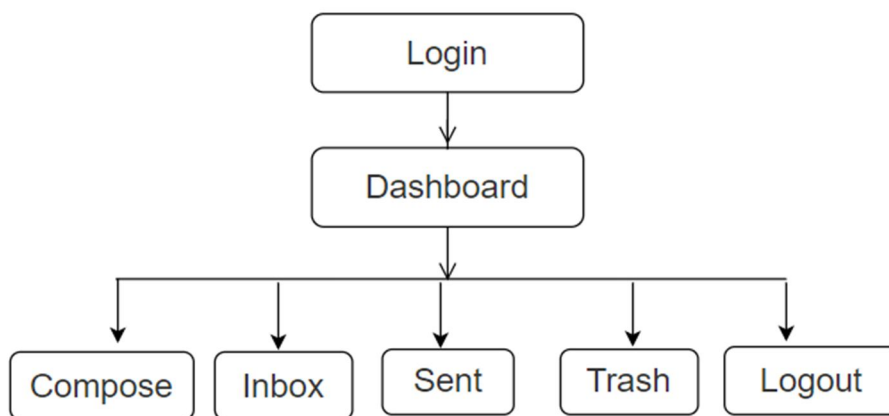 Login
Dashboard
Compose
Inbox
Sent
Trash
Logout